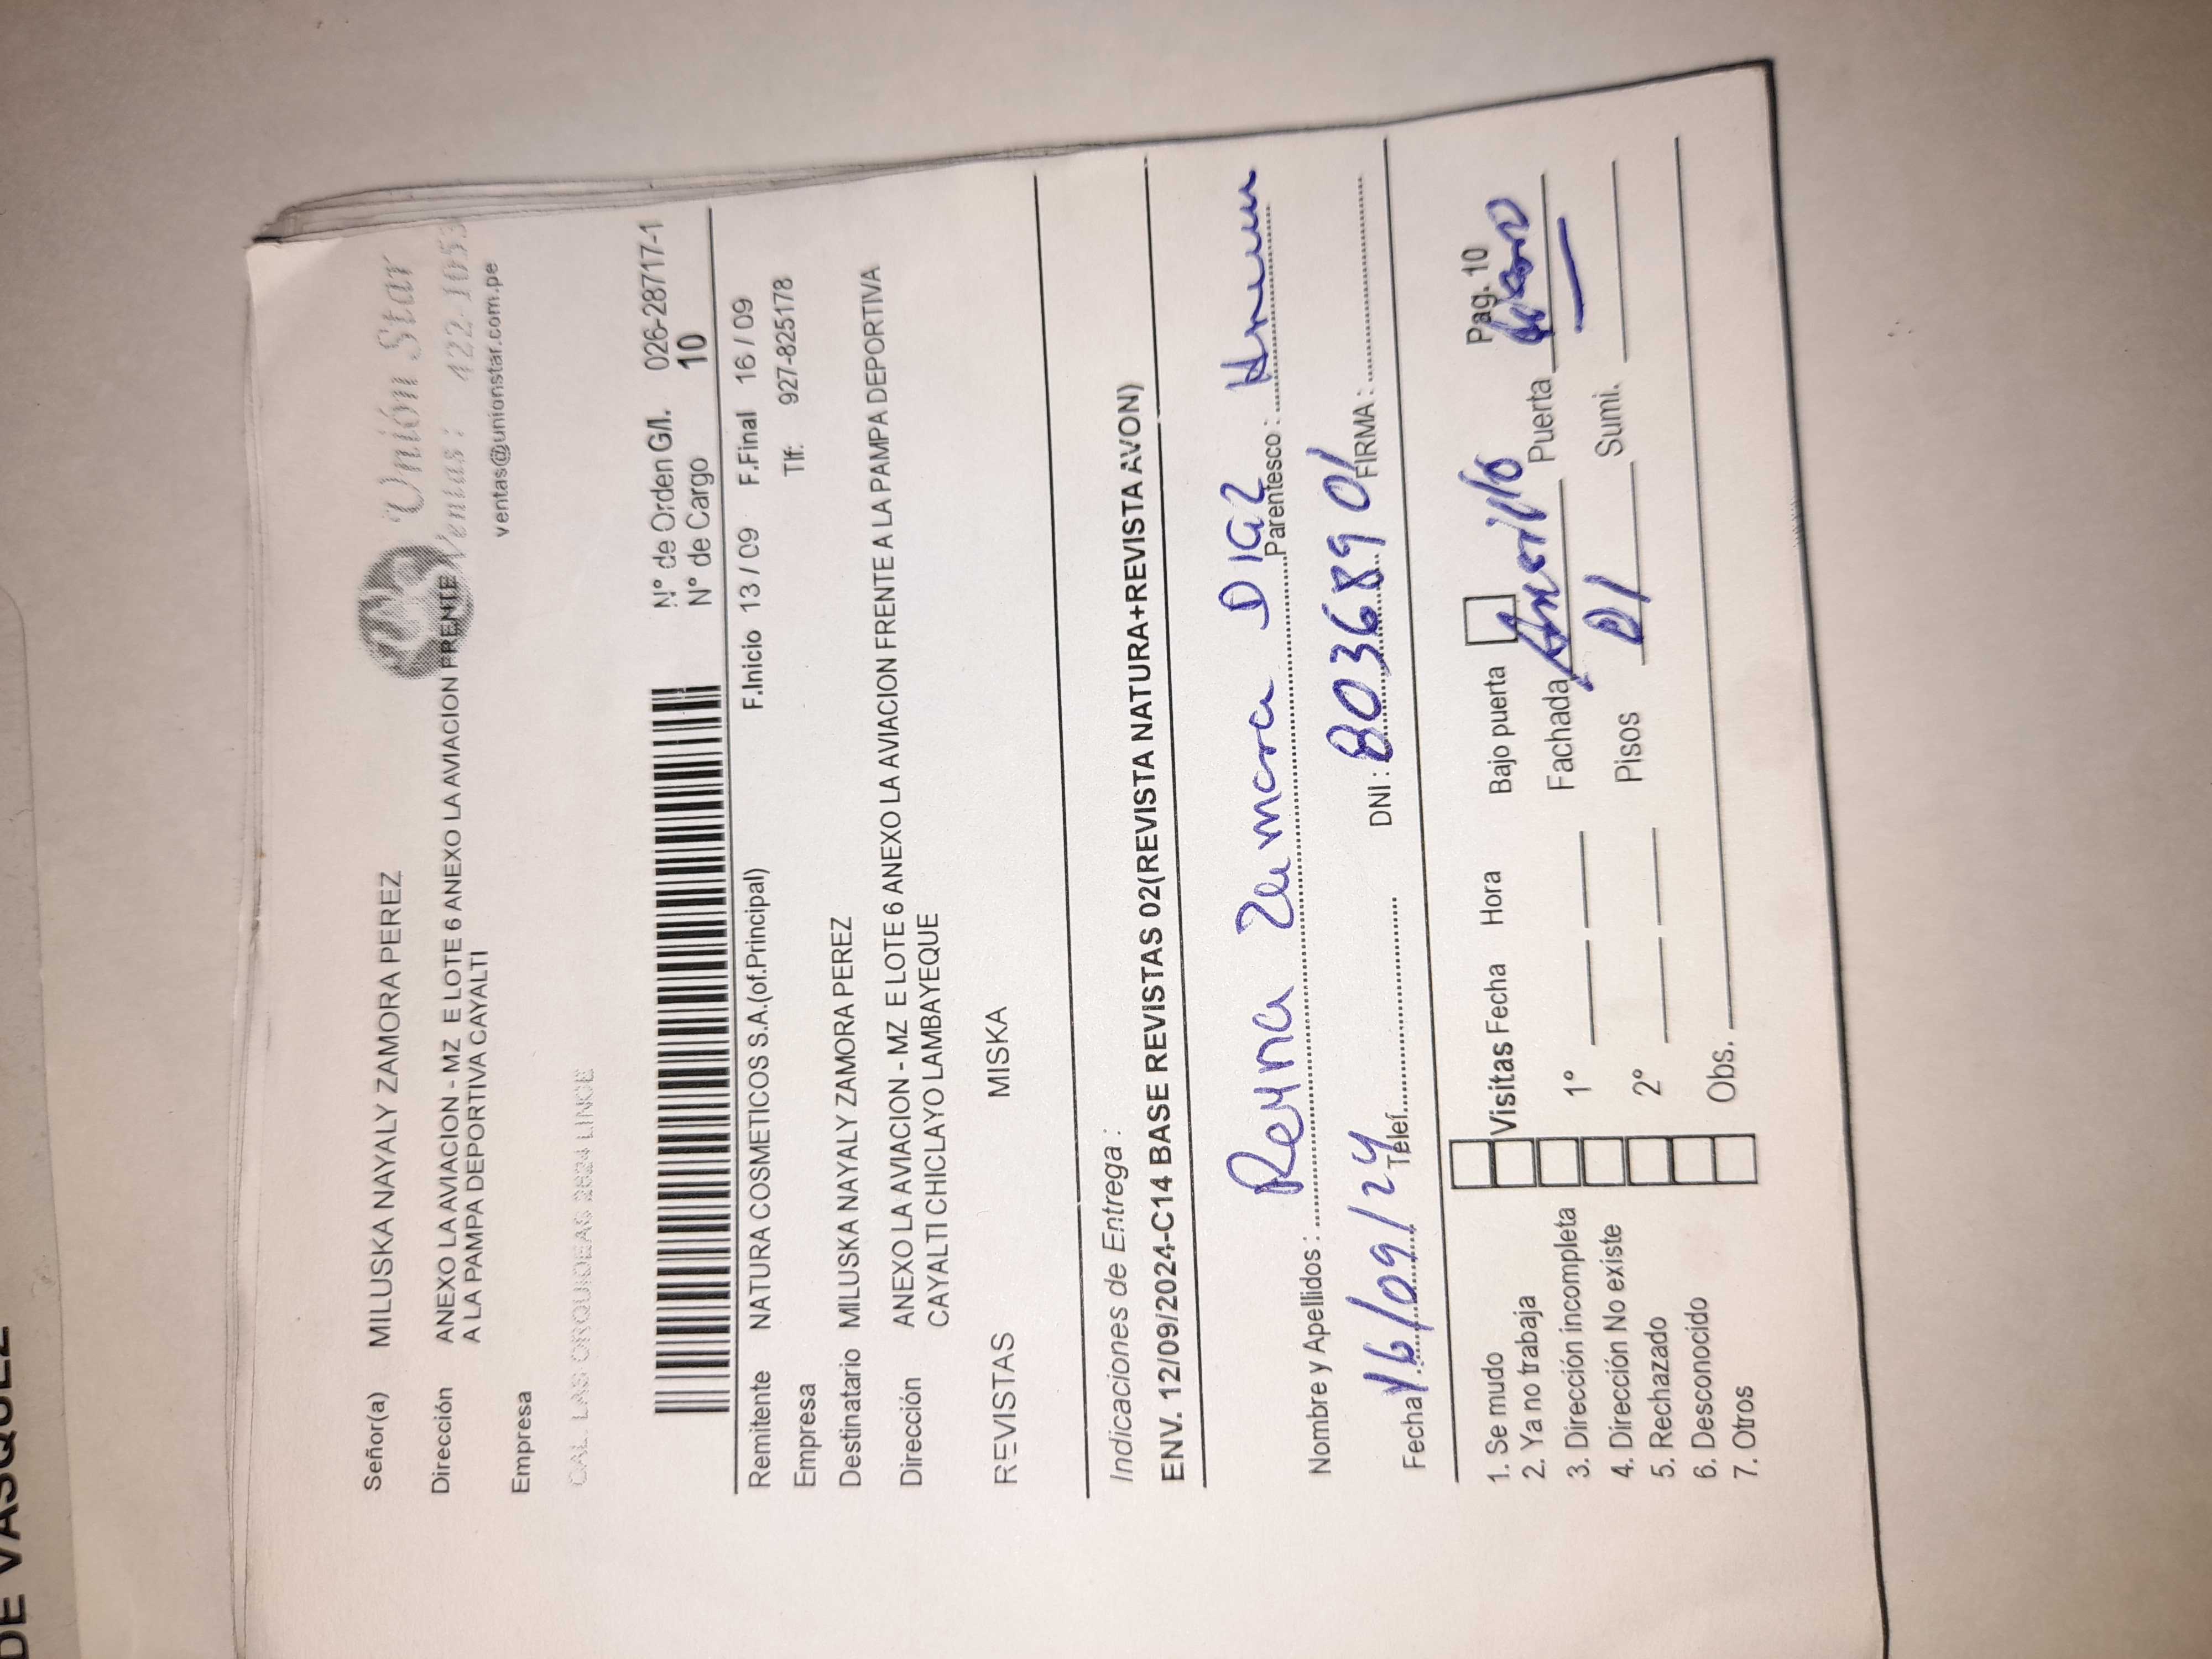 DE VASQUEZ
Unión Star
Ventas : 422-1053
ventas@unionstar.com.pe
Señor(a) MILUSKA NAYALY ZAMORA PEREZ
Dirección ANEXO LA AVIACION - MZ E LOTE 6 ANEXO LA AVIACION FRENTE
A LA PAMPA DEPORTIVA CAYALTI
Empresa
CAL. LAS ORQUIDEAS 2624 LINCE
N° de Orden G/l. 026-28717-1
N° de Cargo 10
Remitente NATURA COSMETICOS S.A.(of.Principal) F.Inicio 13 / 09 F.Final 16 / 09
Empresa Tlf: 927-825178
Destinatario MILUSKA NAYALY ZAMORA PEREZ
Dirección ANEXO LA AVIACION - MZ E LOTE 6 ANEXO LA AVIACION FRENTE A LA PAMPA DEPORTIVA
CAYALTI CHICLAYO LAMBAYEQUE
REVISTAS MISKA
Indicaciones de Entrega :
ENV. 12/09/2024-C14 BASE REVISTAS 02(REVISTA NATURA+REVISTA AVON)
Nombre y Apellidos : Reyna Zamora DIaz Parentesco :
Fecha 16/09/24 Telef. DNI : 80368901 FIRMA :
Pag. 10
1. Se mudo Visitas Fecha Hora Bajo puerta
2. Ya no trabaja
3. Dirección incompleta 1° Fachada Amarillo Puerta
4. Dirección No existe
5. Rechazado 2° Pisos 01 Sumi.
6. Desconocido
7. Otros Obs.